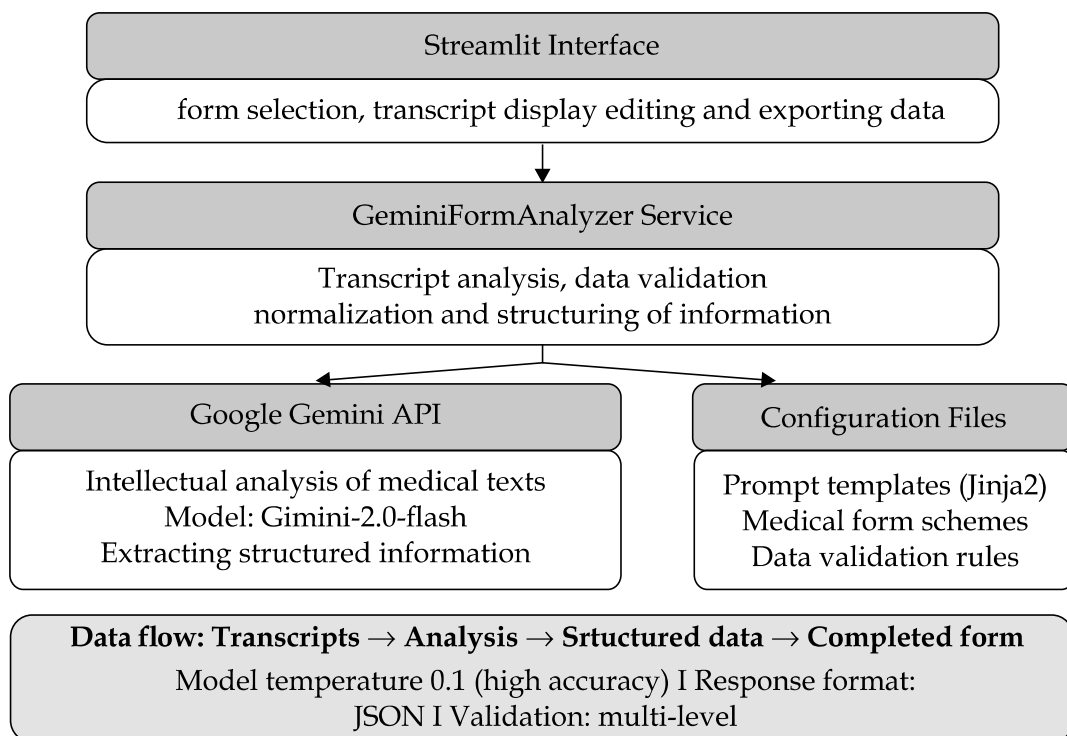 Streamlit Interface
form selection, transcript display editing and exporting data
GeminiFormAnalyzer Service
Transcript analysis, data validation
normalization and structuring of information
Google Gemini API
Intellectual analysis of medical texts
Model: Gimini-2.0-flash
Extracting structured information
Configuration Files
Prompt templates (Jinja2)
Medical form schemes
Data validation rules
Data flow: Transcripts → Analysis → Srtuctured data → Completed form
Model temperature 0.1 (high accuracy) I Response format:
JSON I Validation: multi-level